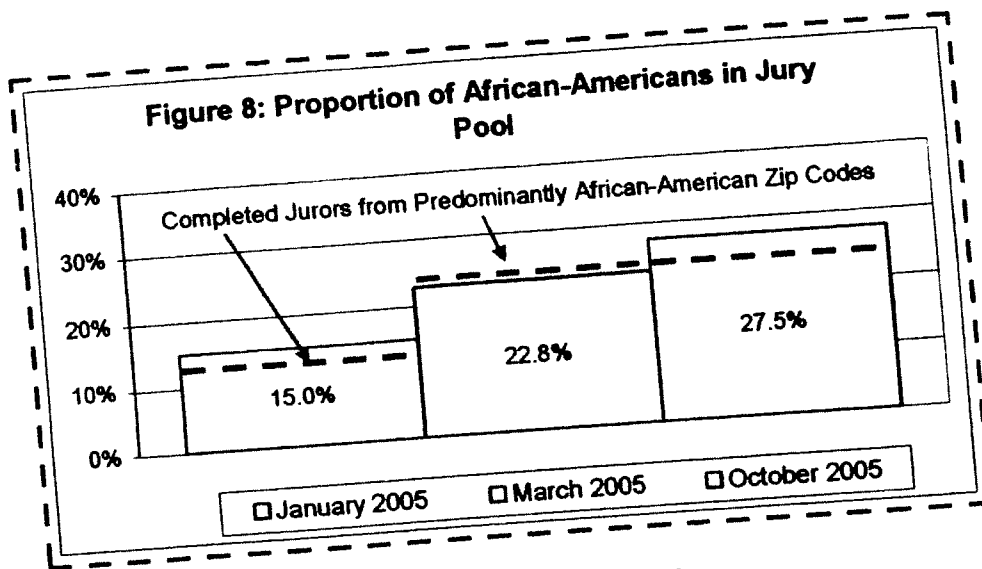 Figure 8: Proportion of African-Americans in Jury
Pool
40%
30%
20%
10%
0%
Completed Jurors from Predominantly African-American Zip Codes
15.0%
22.8%
27.5%
January 2005
March 2005
October 2005